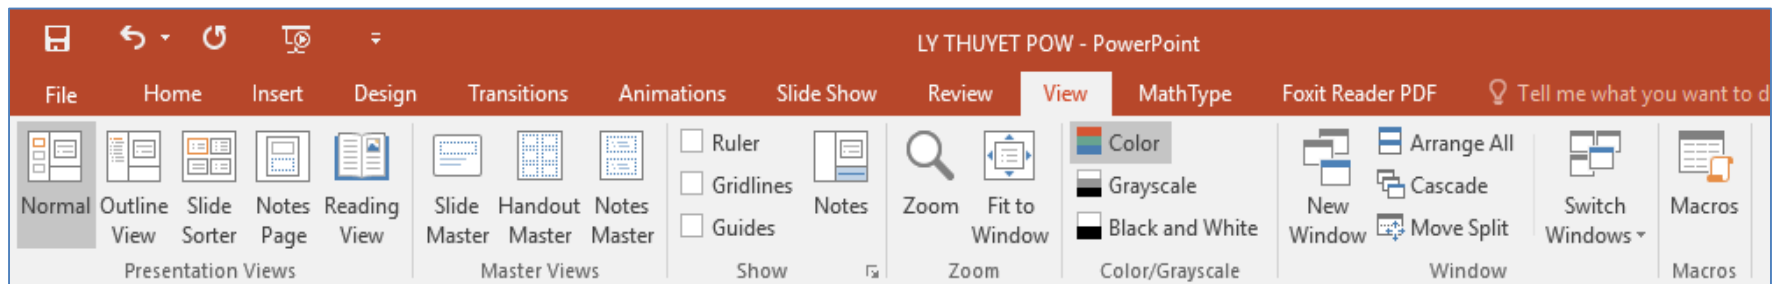 LY THUYET POW - PowerPoint
File Home Insert Design Transitions Animations Slide Show Review View MathType Foxit Reader PDF Tell me what you want to d
Normal
Outline
View
Slide
Sorter
Notes
Page
Reading
View
Presentation Views
Slide
Master
Handout
Master
Notes
Master
Master Views
Ruler
Gridlines
Guides
Notes
Show
Zoom
Fit to
Window
Zoom
Color
Grayscale
Black and White
Color/Grayscale
New
Window
Arrange All
Cascade
Move Split
Switch
Windows
Window
Macros
Macros